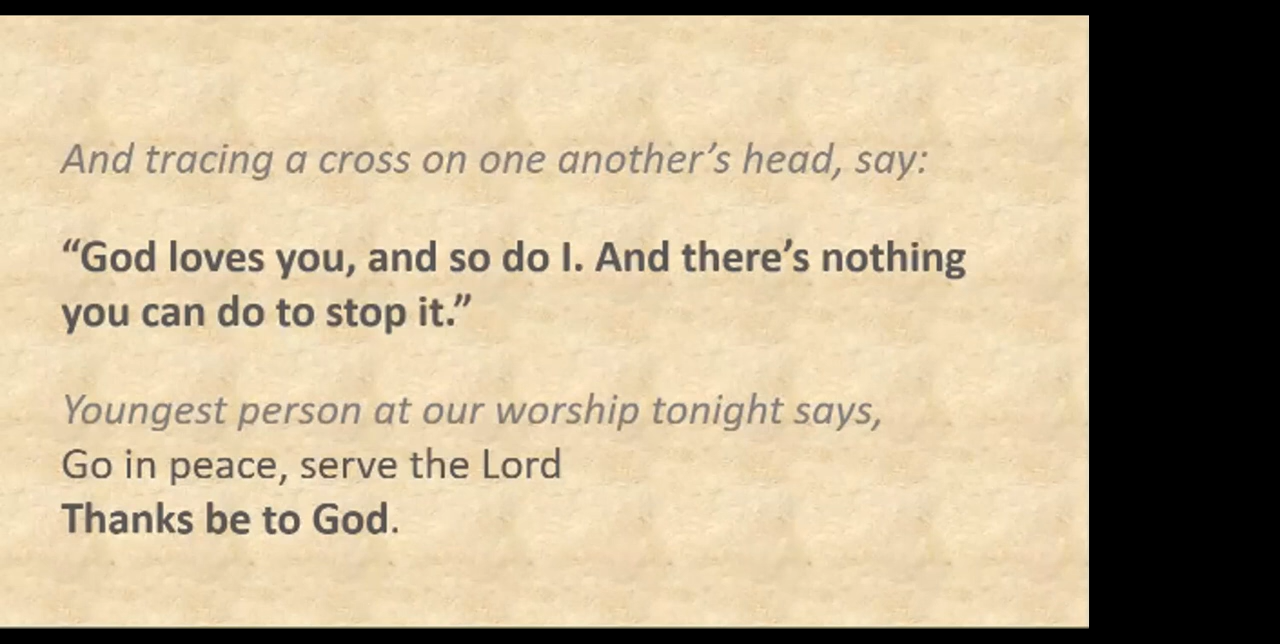 And tracing a cross on one another’s head, say:
“God loves you, and so do I. And there’s nothing
you can do to stop it.”
Youngest person at our worship tonight says,
Go in peace, serve the Lord
Thanks be to God.